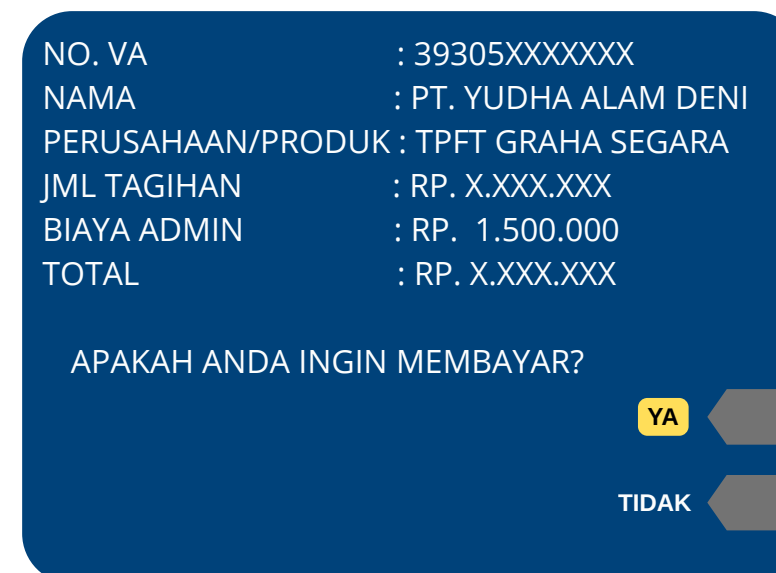 NO. VA : 39305XXXXXXX
NAMA : PT. YUDHA ALAM DENI
PERUSAHAAN/PRODUK : TPFT GRAHA SEGARA
JML TAGIHAN : RP. X.XXX.XXX
BIAYA ADMIN : RP. 1.500.000
TOTAL : RP. X.XXX.XXX
APAKAH ANDA INGIN MEMBAYAR?
YA
TIDAK